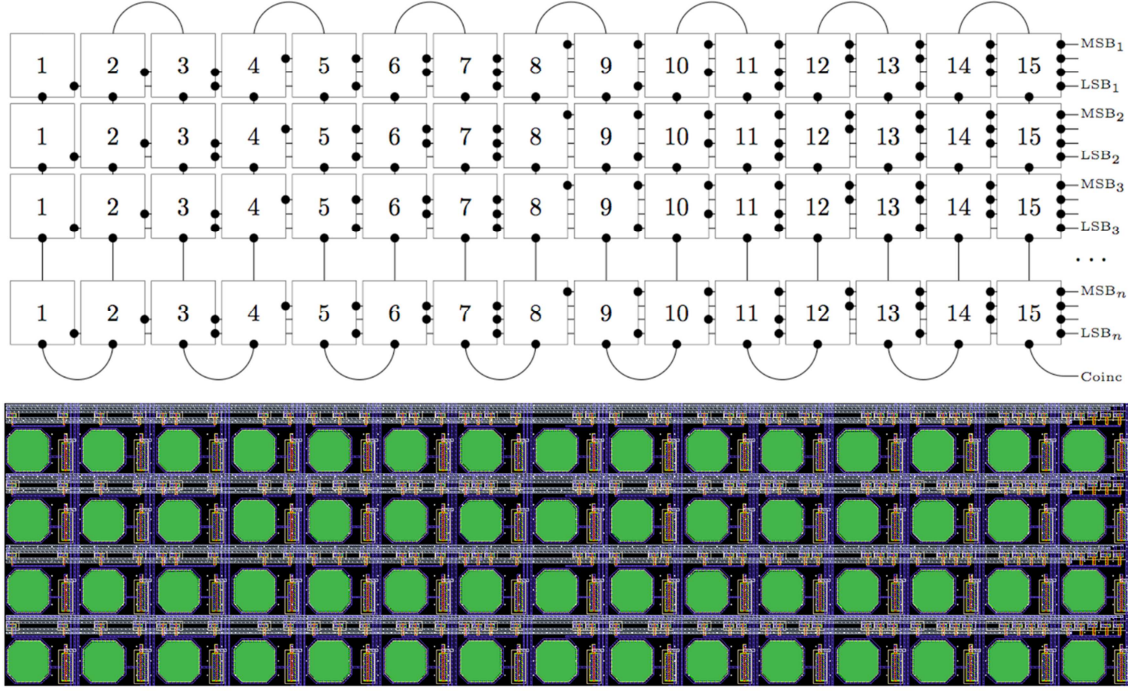 1 2 3 4 5 6 7 8 9 10 11 12 13 14 15 MSB₁
LSB₁
1 2 3 4 5 6 7 8 9 10 11 12 13 14 15 MSB₂
LSB₂
1 2 3 4 5 6 7 8 9 10 11 12 13 14 15 MSB₃
LSB₃
...
1 2 3 4 5 6 7 8 9 10 11 12 13 14 15 MSBₙ
LSBₙ
Coinc